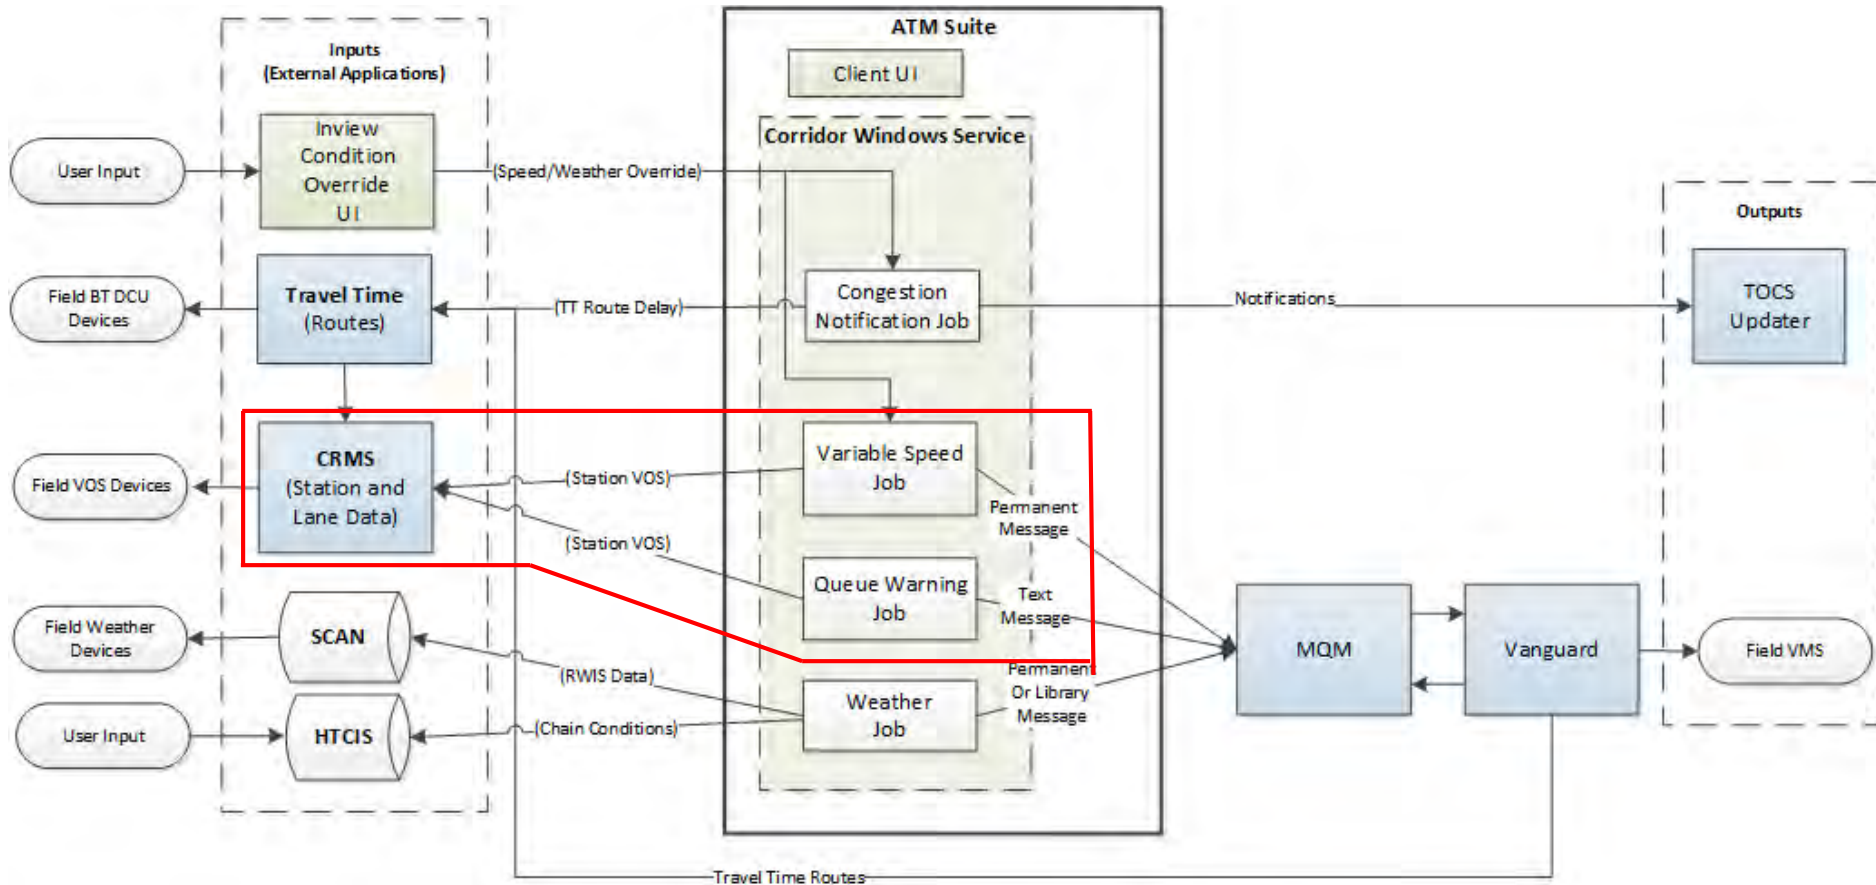 ATM Suite
Client UI
Corridor Windows Service
Inputs
(External Applications)
Inview
Condition
Override
UI
User Input
(Speed/Weather Override)
Outputs
Travel Time
(Routes)
Field BT DCU
Devices
(TT Route Delay)
Congestion
Notification Job
Notifications
TOCS
Updater
CRMS
(Station and
Lane Data)
Field VOS Devices
(Station VOS)
(Station VOS)
Variable Speed
Job
Permanent
Message
Queue Warning
Job
Text
Message
SCAN
Field Weather
Devices
(RWIS Data)
Weather
Job
Permanent
Or Library
Message
MQM
Vanguard
Field VMS
HTCIS
User Input
(Chain Conditions)
Travel Time Routes